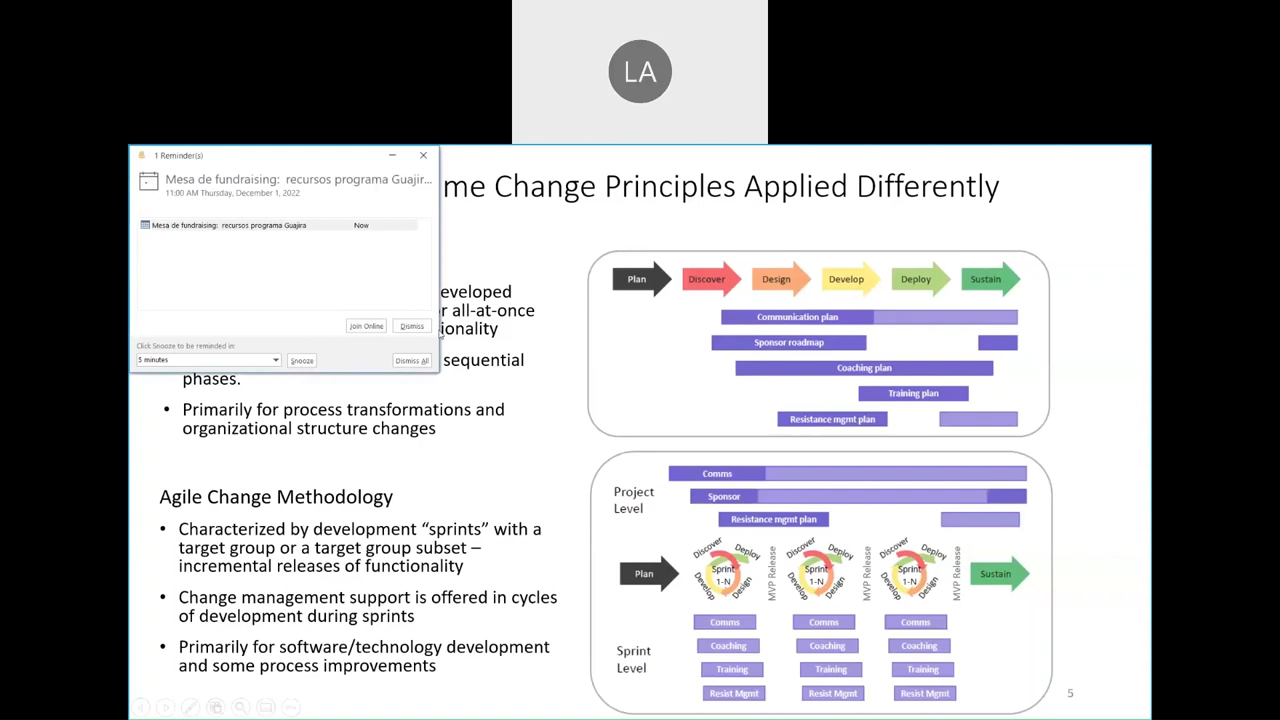 LA
1 Reminder(s)
Mesa de fundraising: recursos programa Guajir...
11:00 AM Thursday, December 1, 2022
Mesa de fundraising: recursos programa Guajira Now
Join Online Dismiss
Click Snooze to be reminded in:
5 minutes Snooze Dismiss All
me Change Principles Applied Differently
eveloped
r all-at-once
ionality
sequential
phases.
• Primarily for process transformations and
organizational structure changes
Agile Change Methodology
• Characterized by development “sprints” with a
target group or a target group subset –
incremental releases of functionality
• Change management support is offered in cycles
of development during sprints
• Primarily for software/technology development
and some process improvements
Plan Discover Design Develop Deploy Sustain
Communication plan
Sponsor roadmap
Coaching plan
Training plan
Resistance mgmt plan
Project
Level
Comms
Sponsor
Resistance mgmt plan
Plan
Discover Deploy Design Develop
Sprint
1-N
MVP Release
Discover Deploy Design Develop
Sprint
1-N
MVP Release
Discover Deploy Design Develop
Sprint
1-N
MVP Release
Sustain
Sprint
Level
Comms Comms Comms
Coaching Coaching Coaching
Training Training Training
Resist Mgmt Resist Mgmt Resist Mgmt
5